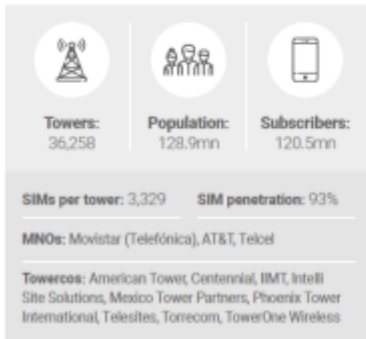 Towers:
36,258
Population:
128.9mn
Subscribers:
120.5mn
SIMs per tower: 3,329
SIM penetration: 93%
MNOs: Movistar (Telefónica), AT&T, Telcel
Towercos: American Tower, Centennial, IIMT, Intelli
Site Solutions, Mexico Tower Partners, Phoenix Tower
International, Telesites, Torrecom, TowerOne Wireless